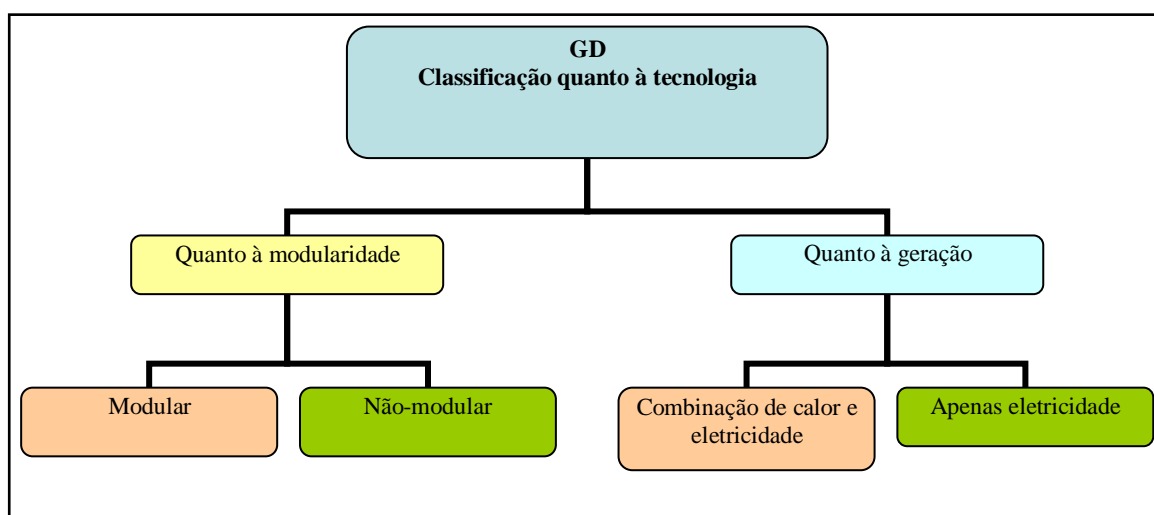 GD
Classificação quanto à tecnologia
Quanto à modularidade
Quanto à geração
Modular
Não-modular
Combinação de calor e
eletricidade
Apenas eletricidade